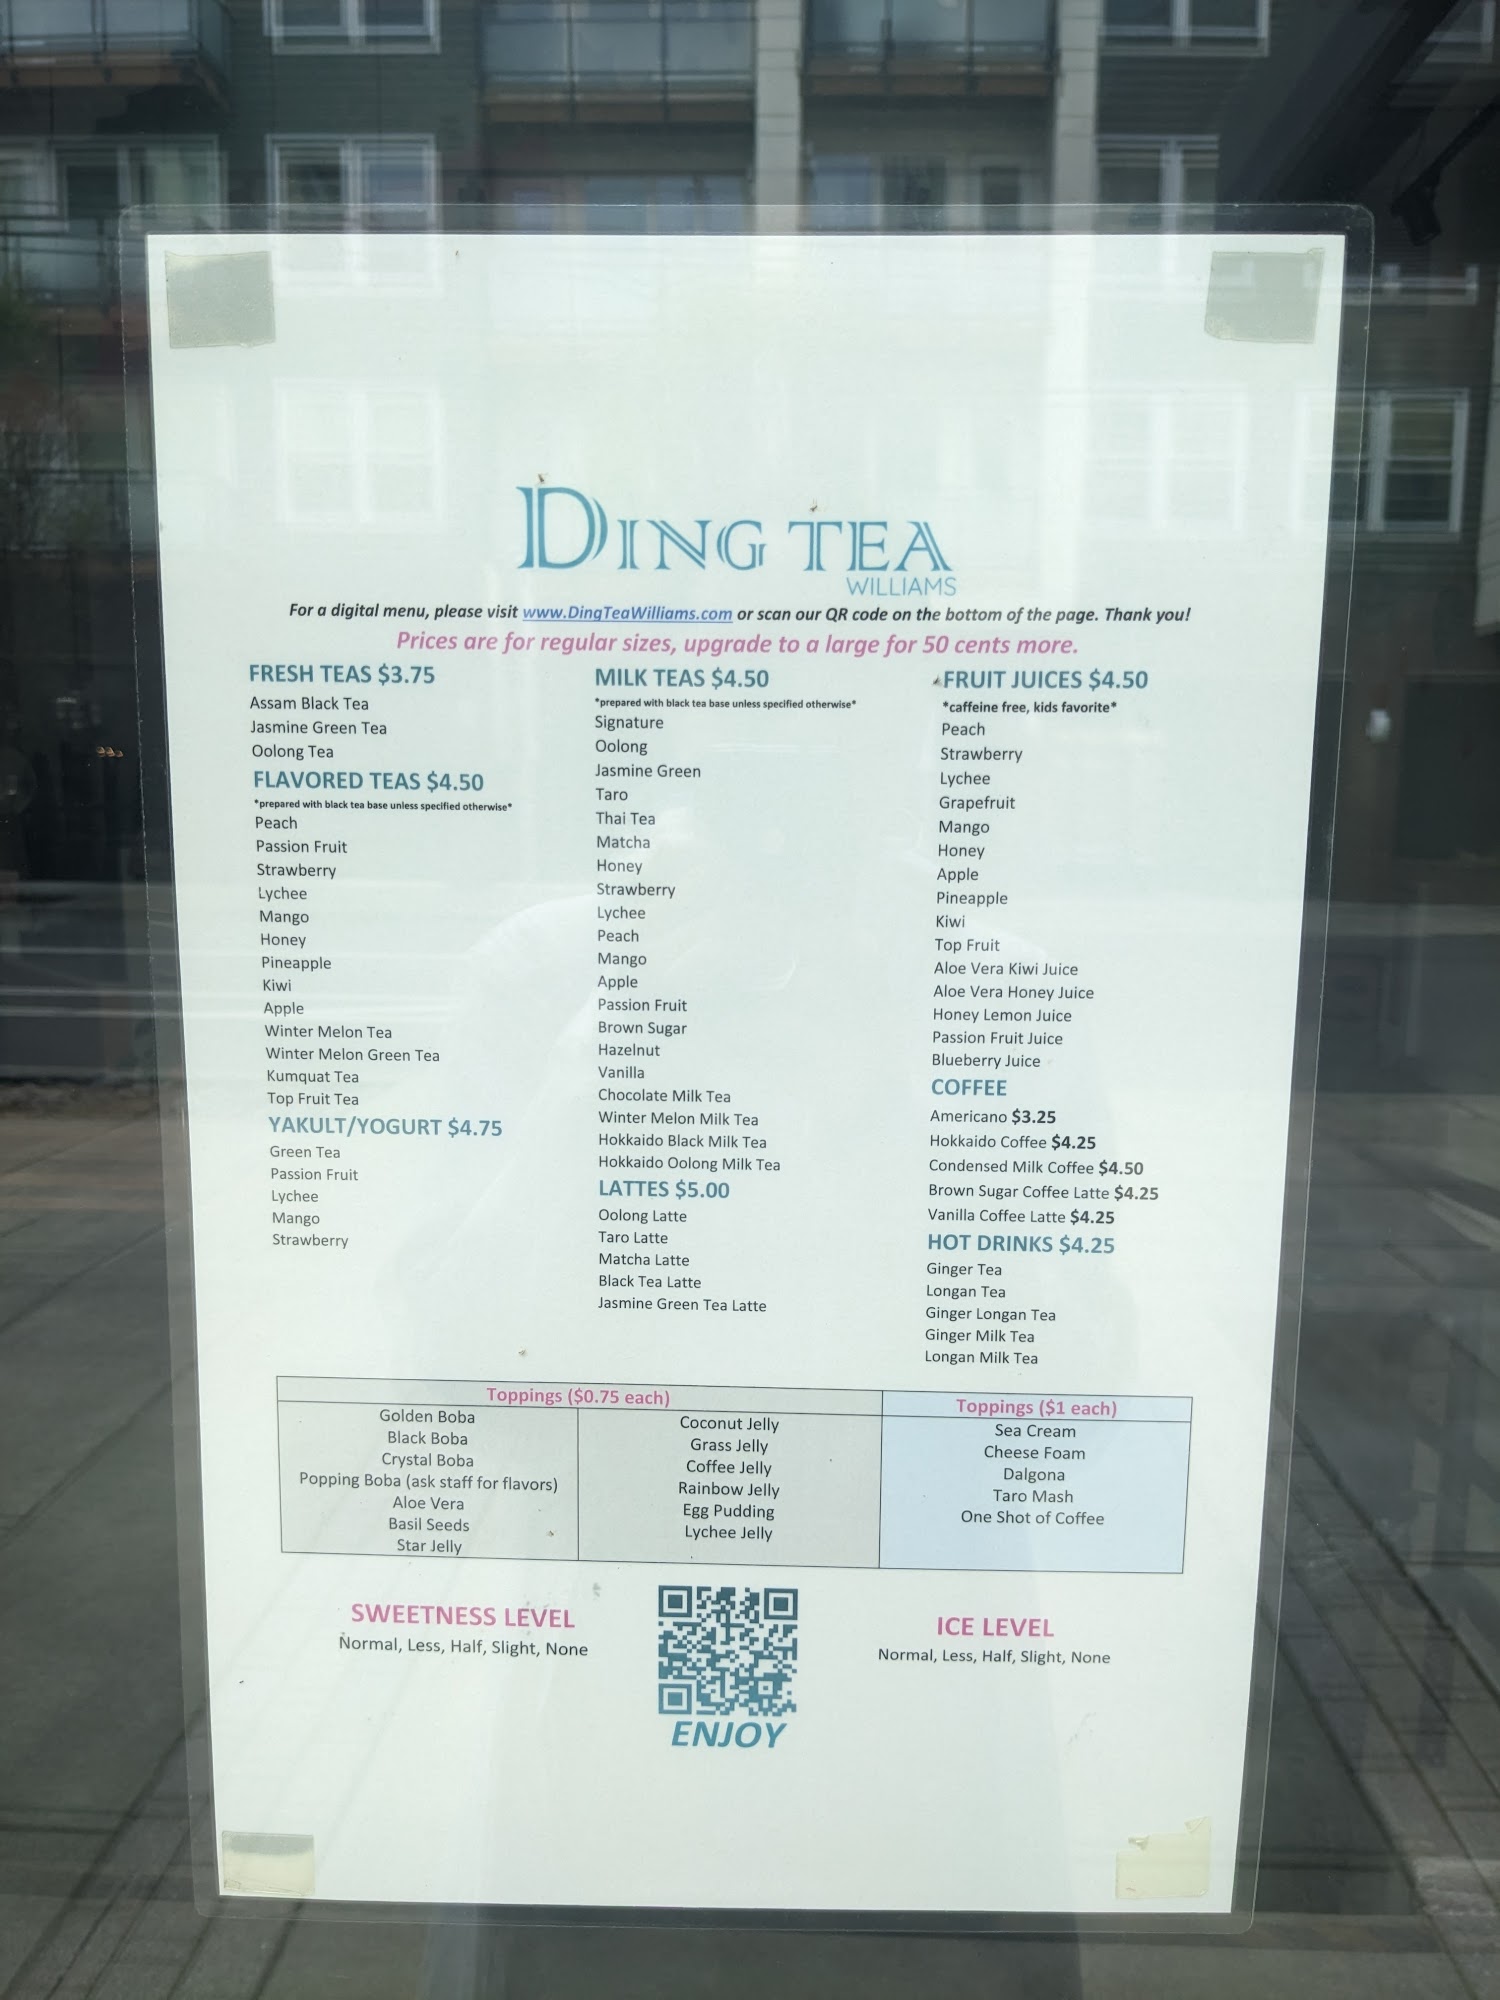 DING TEA
WILLIAMS
For a digital menu, please visit www.DingTeaWilliams.com or scan our QR code on the bottom of the page. Thank you!
Prices are for regular sizes, upgrade to a large for 50 cents more.
FRESH TEAS $3.75
Assam Black Tea
Jasmine Green Tea
Oolong Tea
FLAVORED TEAS $4.50
*prepared with black tea base unless specified otherwise*
Peach
Passion Fruit
Strawberry
Lychee
Mango
Honey
Pineapple
Kiwi
Apple
Winter Melon Tea
Winter Melon Green Tea
Kumquat Tea
Top Fruit Tea
YAKULT/YOGURT $4.75
Green Tea
Passion Fruit
Lychee
Mango
Strawberry
MILK TEAS $4.50
*prepared with black tea base unless specified otherwise*
Signature
Oolong
Jasmine Green
Taro
Thai Tea
Matcha
Honey
Strawberry
Lychee
Peach
Mango
Apple
Passion Fruit
Brown Sugar
Hazelnut
Vanilla
Chocolate Milk Tea
Winter Melon Milk Tea
Hokkaido Black Milk Tea
Hokkaido Oolong Milk Tea
LATTES $5.00
Oolong Latte
Taro Latte
Matcha Latte
Black Tea Latte
Jasmine Green Tea Latte
FRUIT JUICES $4.50
*caffeine free, kids favorite*
Peach
Strawberry
Lychee
Grapefruit
Mango
Honey
Apple
Pineapple
Kiwi
Top Fruit
Aloe Vera Kiwi Juice
Aloe Vera Honey Juice
Honey Lemon Juice
Passion Fruit Juice
Blueberry Juice
COFFEE
Americano $3.25
Hokkaido Coffee $4.25
Condensed Milk Coffee $4.50
Brown Sugar Coffee Latte $4.25
Vanilla Coffee Latte $4.25
HOT DRINKS $4.25
Ginger Tea
Longan Tea
Ginger Longan Tea
Ginger Milk Tea
Longan Milk Tea
Toppings ($0.75 each)
Golden Boba
Black Boba
Crystal Boba
Popping Boba (ask staff for flavors)
Aloe Vera
Basil Seeds
Star Jelly
Coconut Jelly
Grass Jelly
Coffee Jelly
Rainbow Jelly
Egg Pudding
Lychee Jelly
Toppings ($1 each)
Sea Cream
Cheese Foam
Dalgona
Taro Mash
One Shot of Coffee
SWEETNESS LEVEL
Normal, Less, Half, Slight, None
ENJOY
ICE LEVEL
Normal, Less, Half, Slight, None